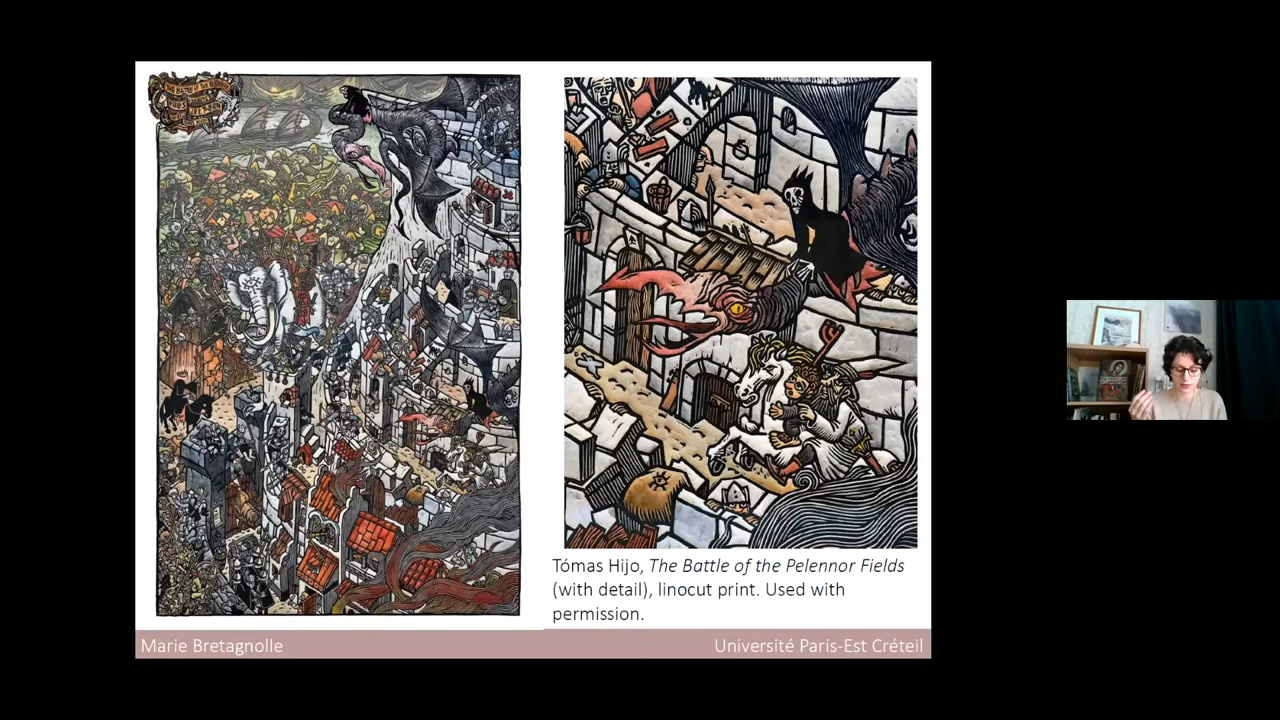 Tómas Hijo, The Battle of the Pelennor Fields
(with detail), linocut print. Used with
permission.
Marie Bretagnolle
Université Paris-Est Créteil